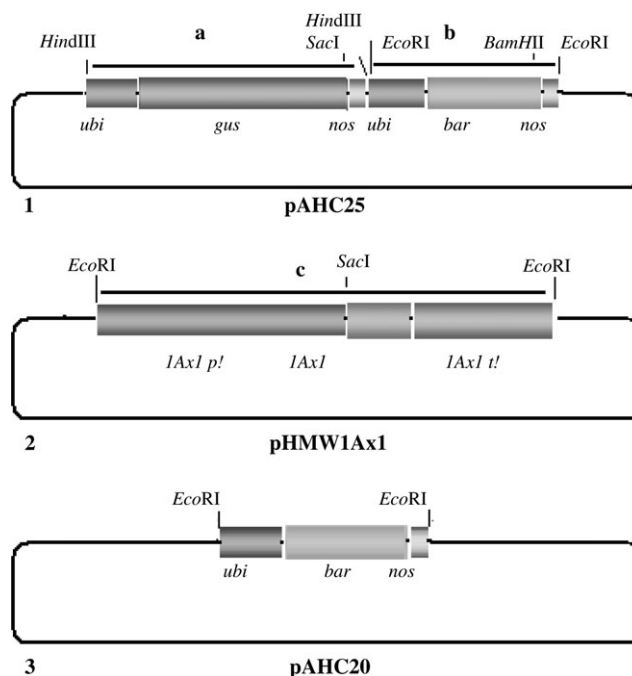 HindIII
a
HindIII
SacI
EcoRI
b
BamHII
EcoRI
ubi
gus
nos
ubi
bar
nos
1
pAHC25
EcoRI
c
SacI
EcoRI
1Ax1 p!
1Ax1
1Ax1 t!
2
pHMW1Ax1
EcoRI
EcoRI
ubi
bar
nos
3
pAHC20